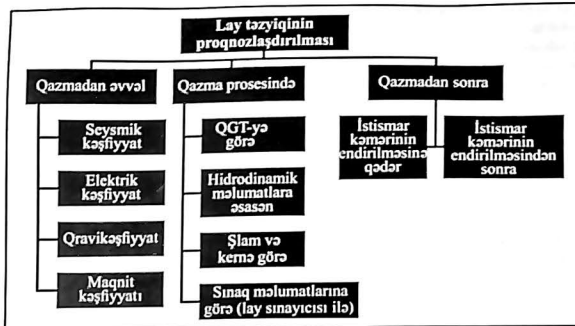 Lay təzyiqinin
proqnozlaşdırılması
Qazmadan əvvəl
Qazma prosesində
Qazmadan sonra
Seysmik
kəşfiyyat
Elektrik
kəşfiyyat
Qravikəşfiyyat
Maqnit
kəşfiyyatı
QGT-yə
görə
Hidrodinamik
məlumatlara
əsasən
Şlam və
kernə görə
Sınaq məlumatlarına
görə (lay sınayıcısı ilə)
İstismar
kəmərinin
endirilməsinə
qədər
İstismar
kəmərinin
endirilməsindən
sonra